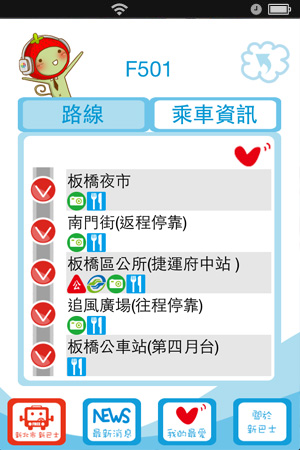 F501
路線 乘車資訊
板橋夜市
南門街(返程停靠)
板橋區公所(捷運府中站 )
公
追風廣場(往程停靠)
板橋公車站(第四月台)
新北市 新巴士
NEWS
最新消息
我的最愛
關於
新巴士